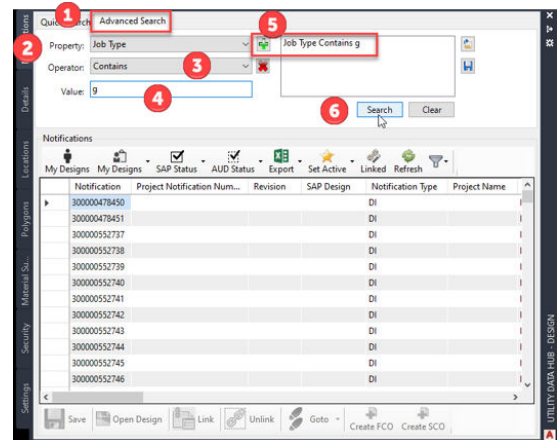 1
Quick Search Advanced Search
5
2
Property: Job Type
Job Type Contains g
Operator: Contains
3
Value: g
4
6
Search Clear
Details
Locations
Polygons
Material Su...
Security
Settings
Notifications
My Designs My Designs SAP Status AUD Status Export Set Active Linked Refresh
Notification Project Notification Num... Revision SAP Design Notification Type Project Name
300000478450 DI
300000478451 DI
300000552737 DI
300000552738 DI
300000552739 DI
300000552740 DI
300000552741 DI
300000552742 DI
300000552743 DI
300000552744 DI
300000552745 DI
300000552746 DI
Save Open Design Link Unlink Goto Create FCO Create SCO
UTILITY DATA HUB - DESIGN